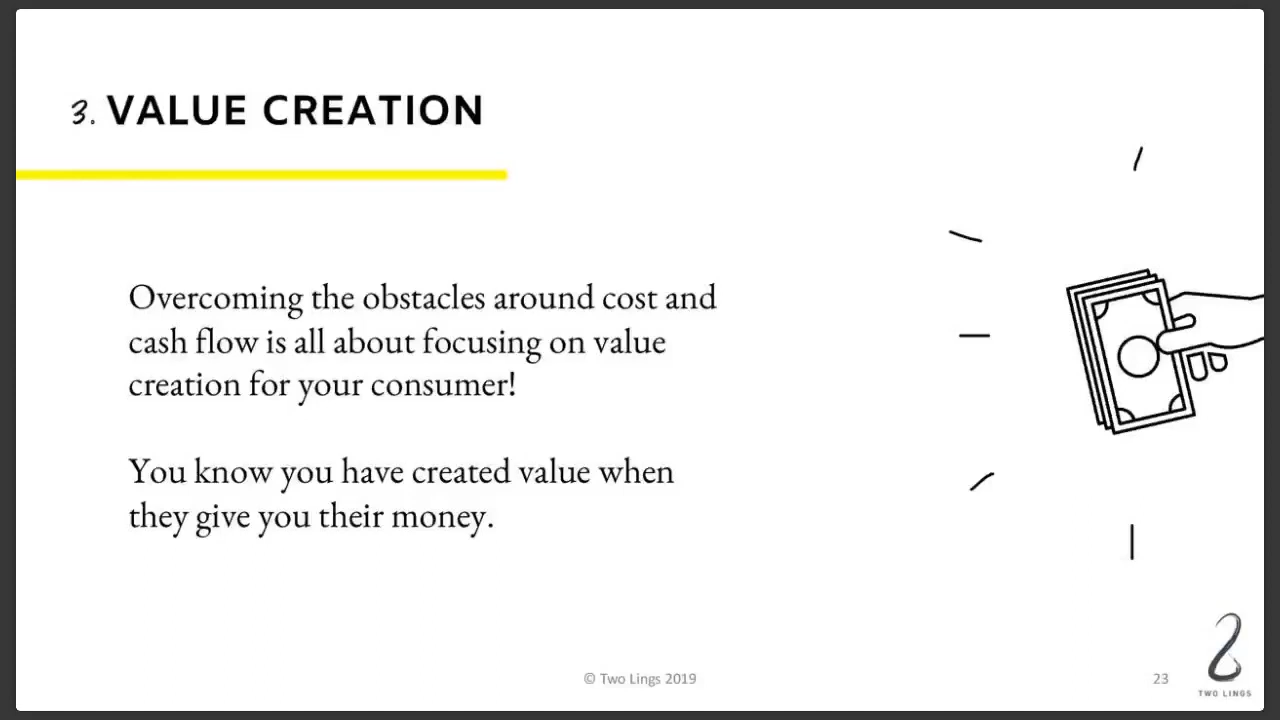 3. VALUE CREATION
Overcoming the obstacles around cost and
cash flow is all about focusing on value
creation for your consumer!
You know you have created value when
they give you their money.
© Two Lings 2019
23
TWO LINGS